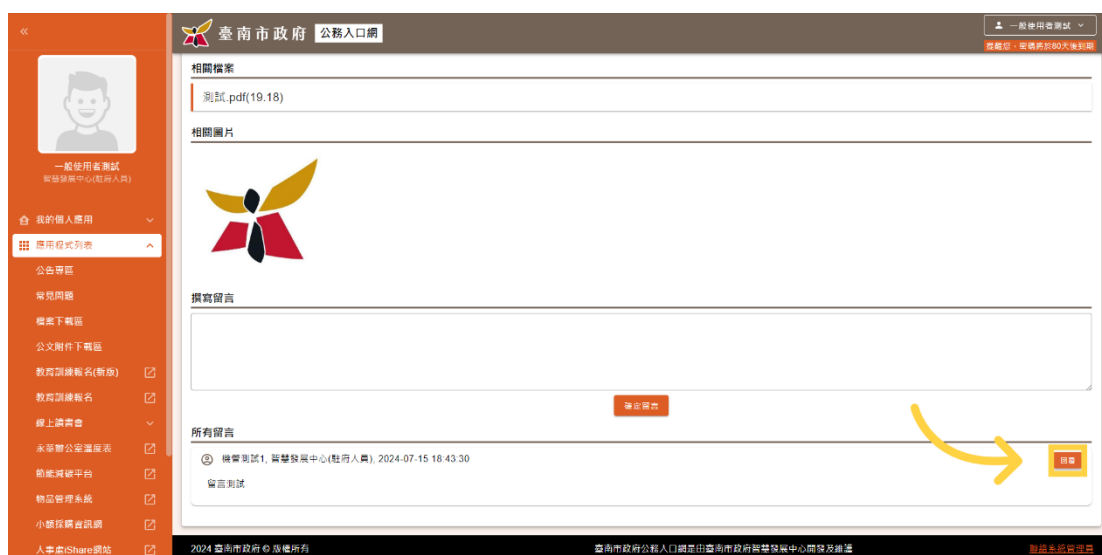 «
臺南市政府 公務入口網
一般使用者測試
提醒您，密碼將於80天後到期
一般使用者測試
智慧發展中心(駐府人員)
我的個人應用
應用程式列表
公告專區
常見問題
檔案下載區
公文附件下載區
教育訓練報名(新版)
教育訓練報名
線上讀書會
永華辦公室溫度表
節能減碳平台
物品管理系統
小額採購資訊網
人事處iShare網站
相關檔案
測試.pdf(19.18)
相關圖片
撰寫留言
確定留言
所有留言
機管測試1, 智慧發展中心(駐府人員), 2024-07-15 18:43:30
回覆
留言測試
2024 臺南市政府 © 版權所有
臺南市政府公務入口網是由臺南市政府智慧發展中心開發及維護
聯絡系統管理員